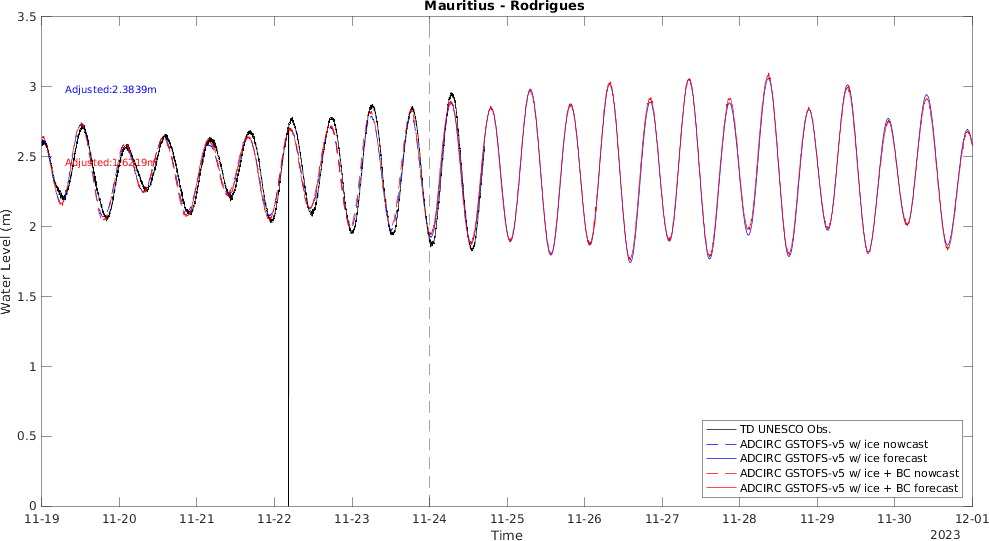 Mauritius - Rodrigues
3.5
3
2.5
2
1.5
1
0.5
0
Water Level (m)
Adjusted:2.3839m
Adjusted:1.6219m
TD UNESCO Obs.
ADCIRC GSTOFS-v5 w/ ice nowcast
ADCIRC GSTOFS-v5 w/ ice forecast
ADCIRC GSTOFS-v5 w/ ice + BC nowcast
ADCIRC GSTOFS-v5 w/ ice + BC forecast
11-19 11-20 11-21 11-22 11-23 11-24 11-25 11-26 11-27 11-28 11-29 11-30 12-01
Time
2023